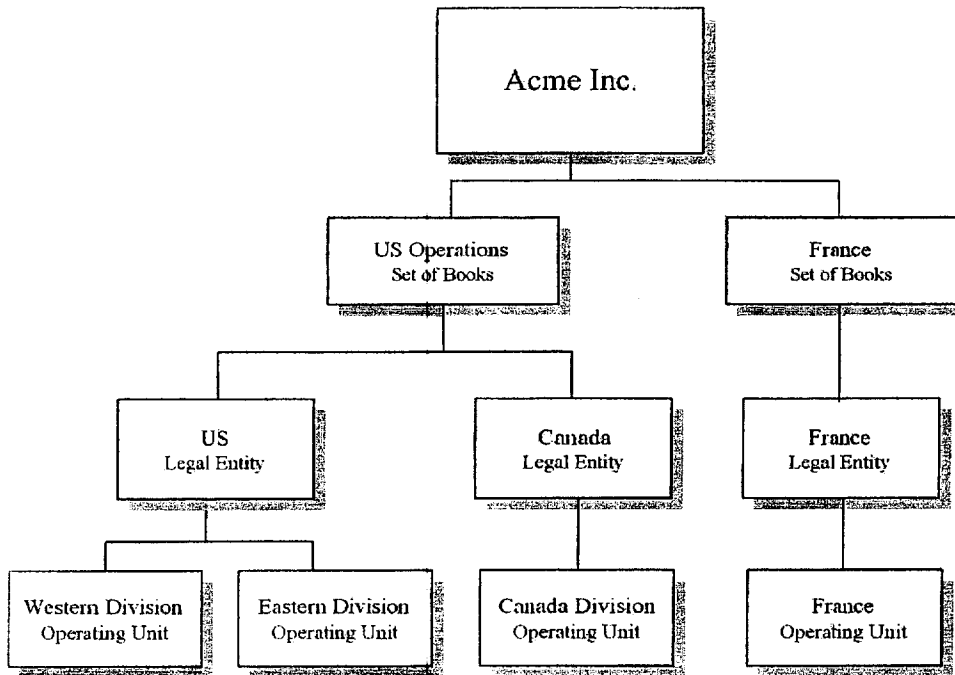 Acme Inc.
US Operations
Set of Books
France
Set of Books
US
Legal Entity
Canada
Legal Entity
France
Legal Entity
Western Division
Operating Unit
Eastern Division
Operating Unit
Canada Division
Operating Unit
France
Operating Unit